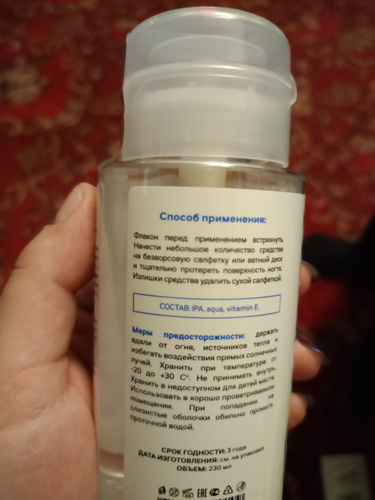 Способ применения:
Флакон перед применением встряхнуть.
Нанести небольшое количество средства
на безворсовую салфетку или ватный диск
и тщательно протереть поверхность ногтя.
Излишки средства удалить сухой салфеткой.
СОСТАВ: IPA, aqua, vitamin E.
Меры предосторожности: держать
вдали от огня, источников тепла и
избегать воздействия прямых солнечных
лучей. Хранить при температуре от
-20 до +30 С°. Не принимать внутрь.
Хранить в недоступном для детей месте.
Использовать в хорошо проветриваемом
помещении. При попадании на
слизистые оболочки обильно промыть
проточной водой.
СРОК ГОДНОСТИ: 3 года
ДАТА ИЗГОТОВЛЕНИЯ: см. на упаковке
ОБЪЕМ: 230 мл